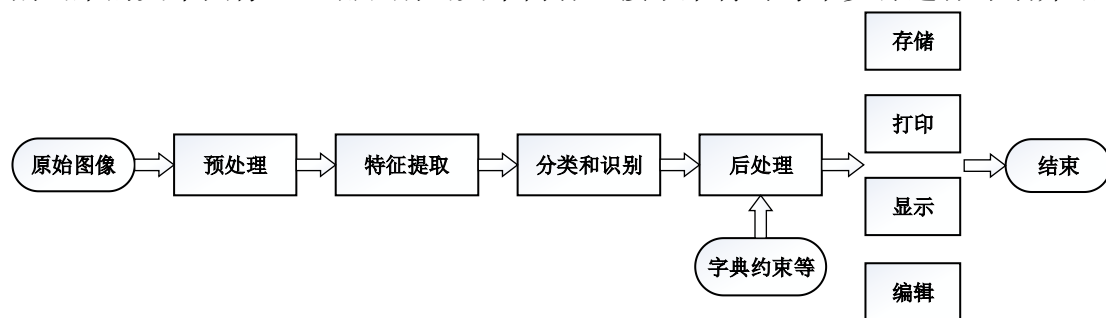 存储
打印
原始图像
预处理
特征提取
分类和识别
后处理
结束
显示
字典约束等
编辑